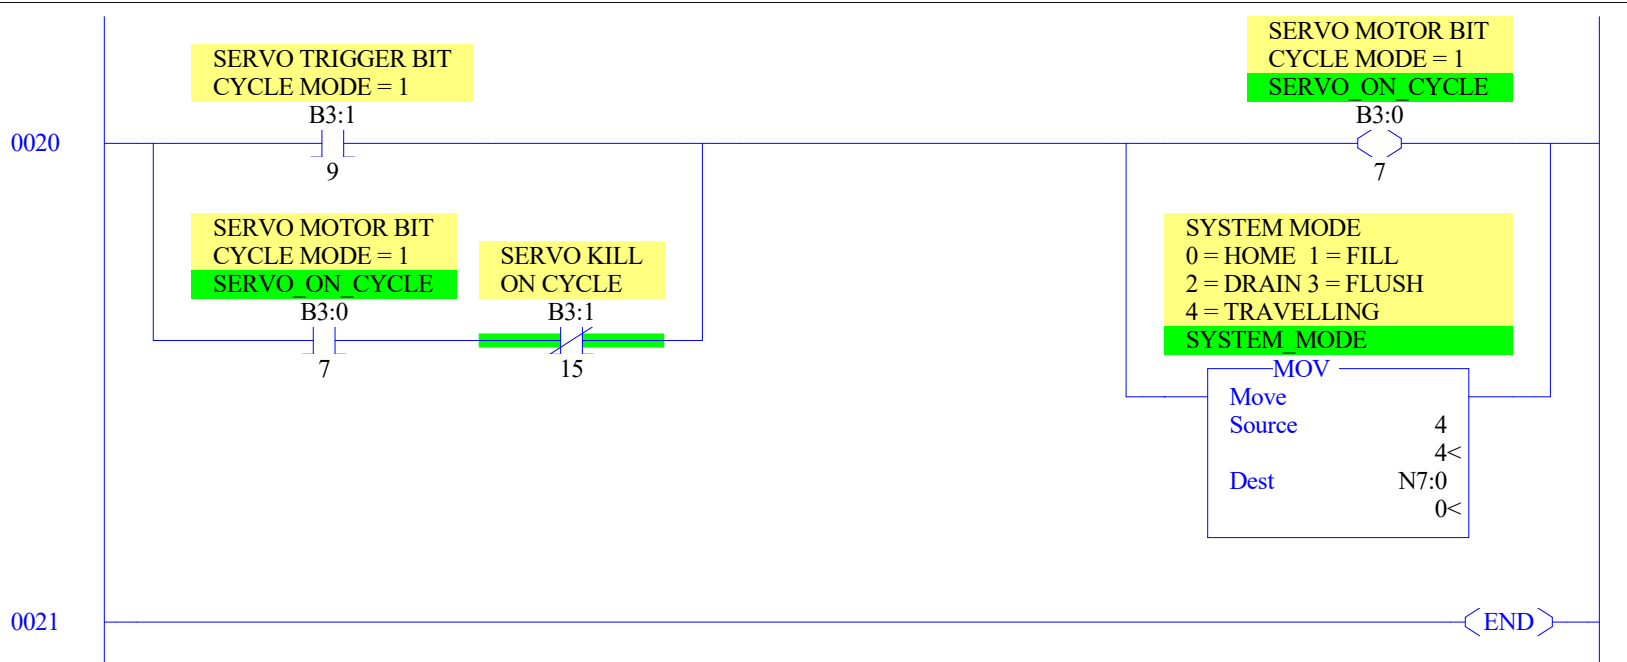 SERVO TRIGGER BIT
CYCLE MODE = 1
B3:1
9
SERVO MOTOR BIT
CYCLE MODE = 1
SERVO_ON_CYCLE
B3:0
7
0020
SERVO MOTOR BIT
CYCLE MODE = 1
SERVO_ON_CYCLE
B3:0
7
SERVO KILL
ON CYCLE
B3:1
15
SYSTEM MODE
0 = HOME 1 = FILL
2 = DRAIN 3 = FLUSH
4 = TRAVELLING
SYSTEM_MODE
MOV
Move
Source 4
4<
Dest N7:0
0<
0021
END